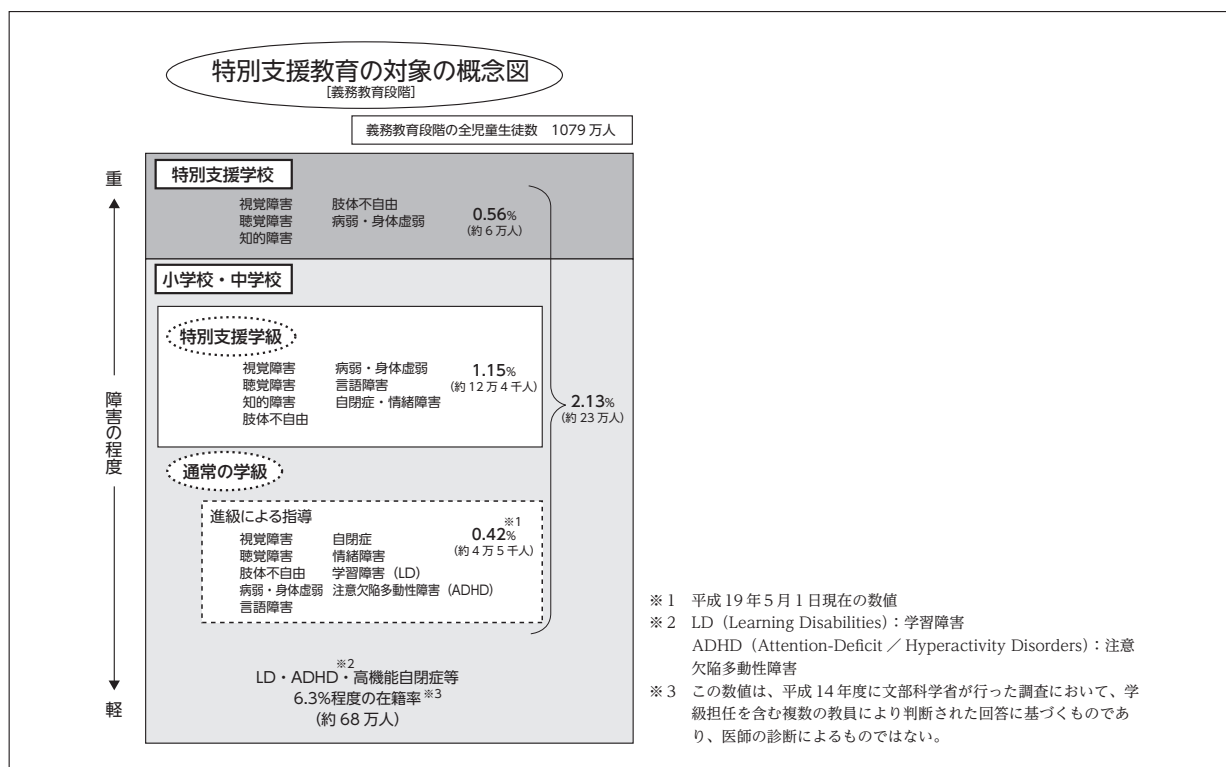 特別支援教育の対象の概念図
[義務教育段階]
義務教育段階の全児童生徒数 1079万人
重
障害の程度
軽
特別支援学校
視覚障害 肢体不自由
聴覚障害 病弱・身体虚弱
知的障害
0.56%
(約6万人)
小学校・中学校
特別支援学級
視覚障害 病弱・身体虚弱
聴覚障害 言語障害
知的障害 自閉症・情緒障害
肢体不自由
1.15%
(約12万4千人)
2.13%
(約23万人)
通常の学級
進級による指導
視覚障害 自閉症
聴覚障害 情緒障害
肢体不自由 学習障害(LD)
病弱・身体虚弱 注意欠陥多動性障害(ADHD)
言語障害
※1
0.42%
(約4万5千人)
※2
LD・ADHD・高機能自閉症等
6.3%程度の在籍率※3
(約68万人)
※1 平成19年5月1日現在の数値
※2 LD(Learning Disabilities):学習障害
ADHD(Attention-Deficit/Hyperactivity Disorders):注意
欠陥多動性障害
※3 この数値は、平成14年度に文部科学省が行った調査において、学
級担任を含む複数の教員により判断された回答に基づくものであ
り、医師の診断によるものではない。